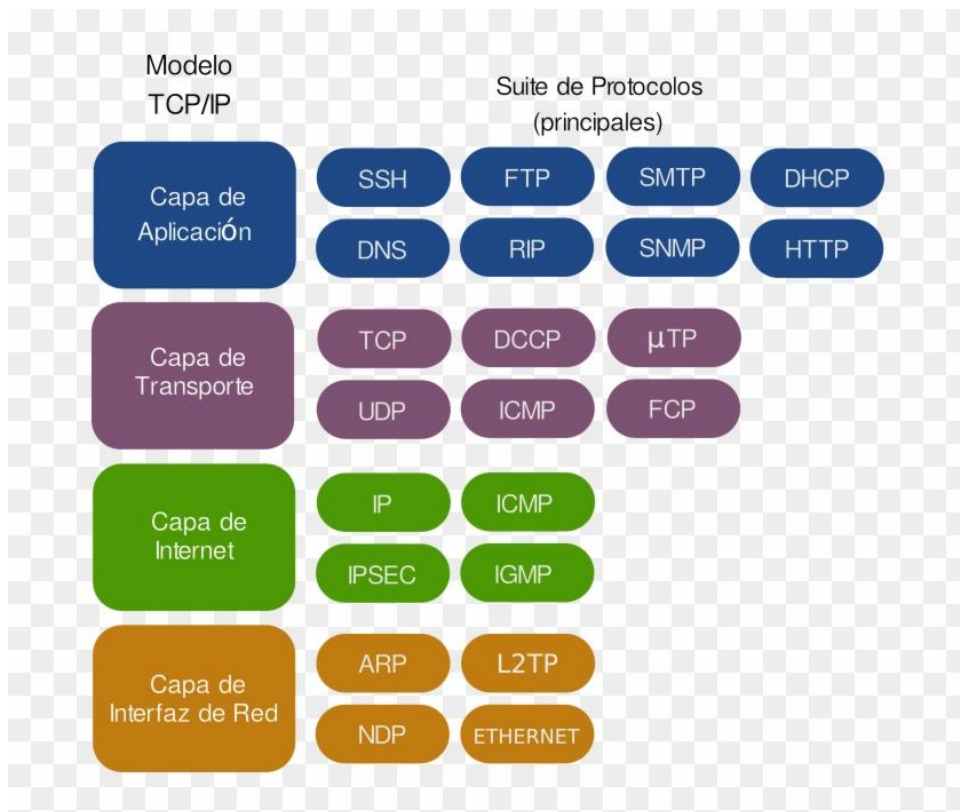 Modelo
TCP/IP
Suite de Protocolos
(principales)
Capa de
Aplicación
SSH FTP SMTP DHCP
DNS RIP SNMP HTTP
Capa de
Transporte
TCP DCCP µTP
UDP ICMP FCP
Capa de
Internet
IP ICMP
IPSEC IGMP
Capa de
Interfaz de Red
ARP L2TP
NDP ETHERNET